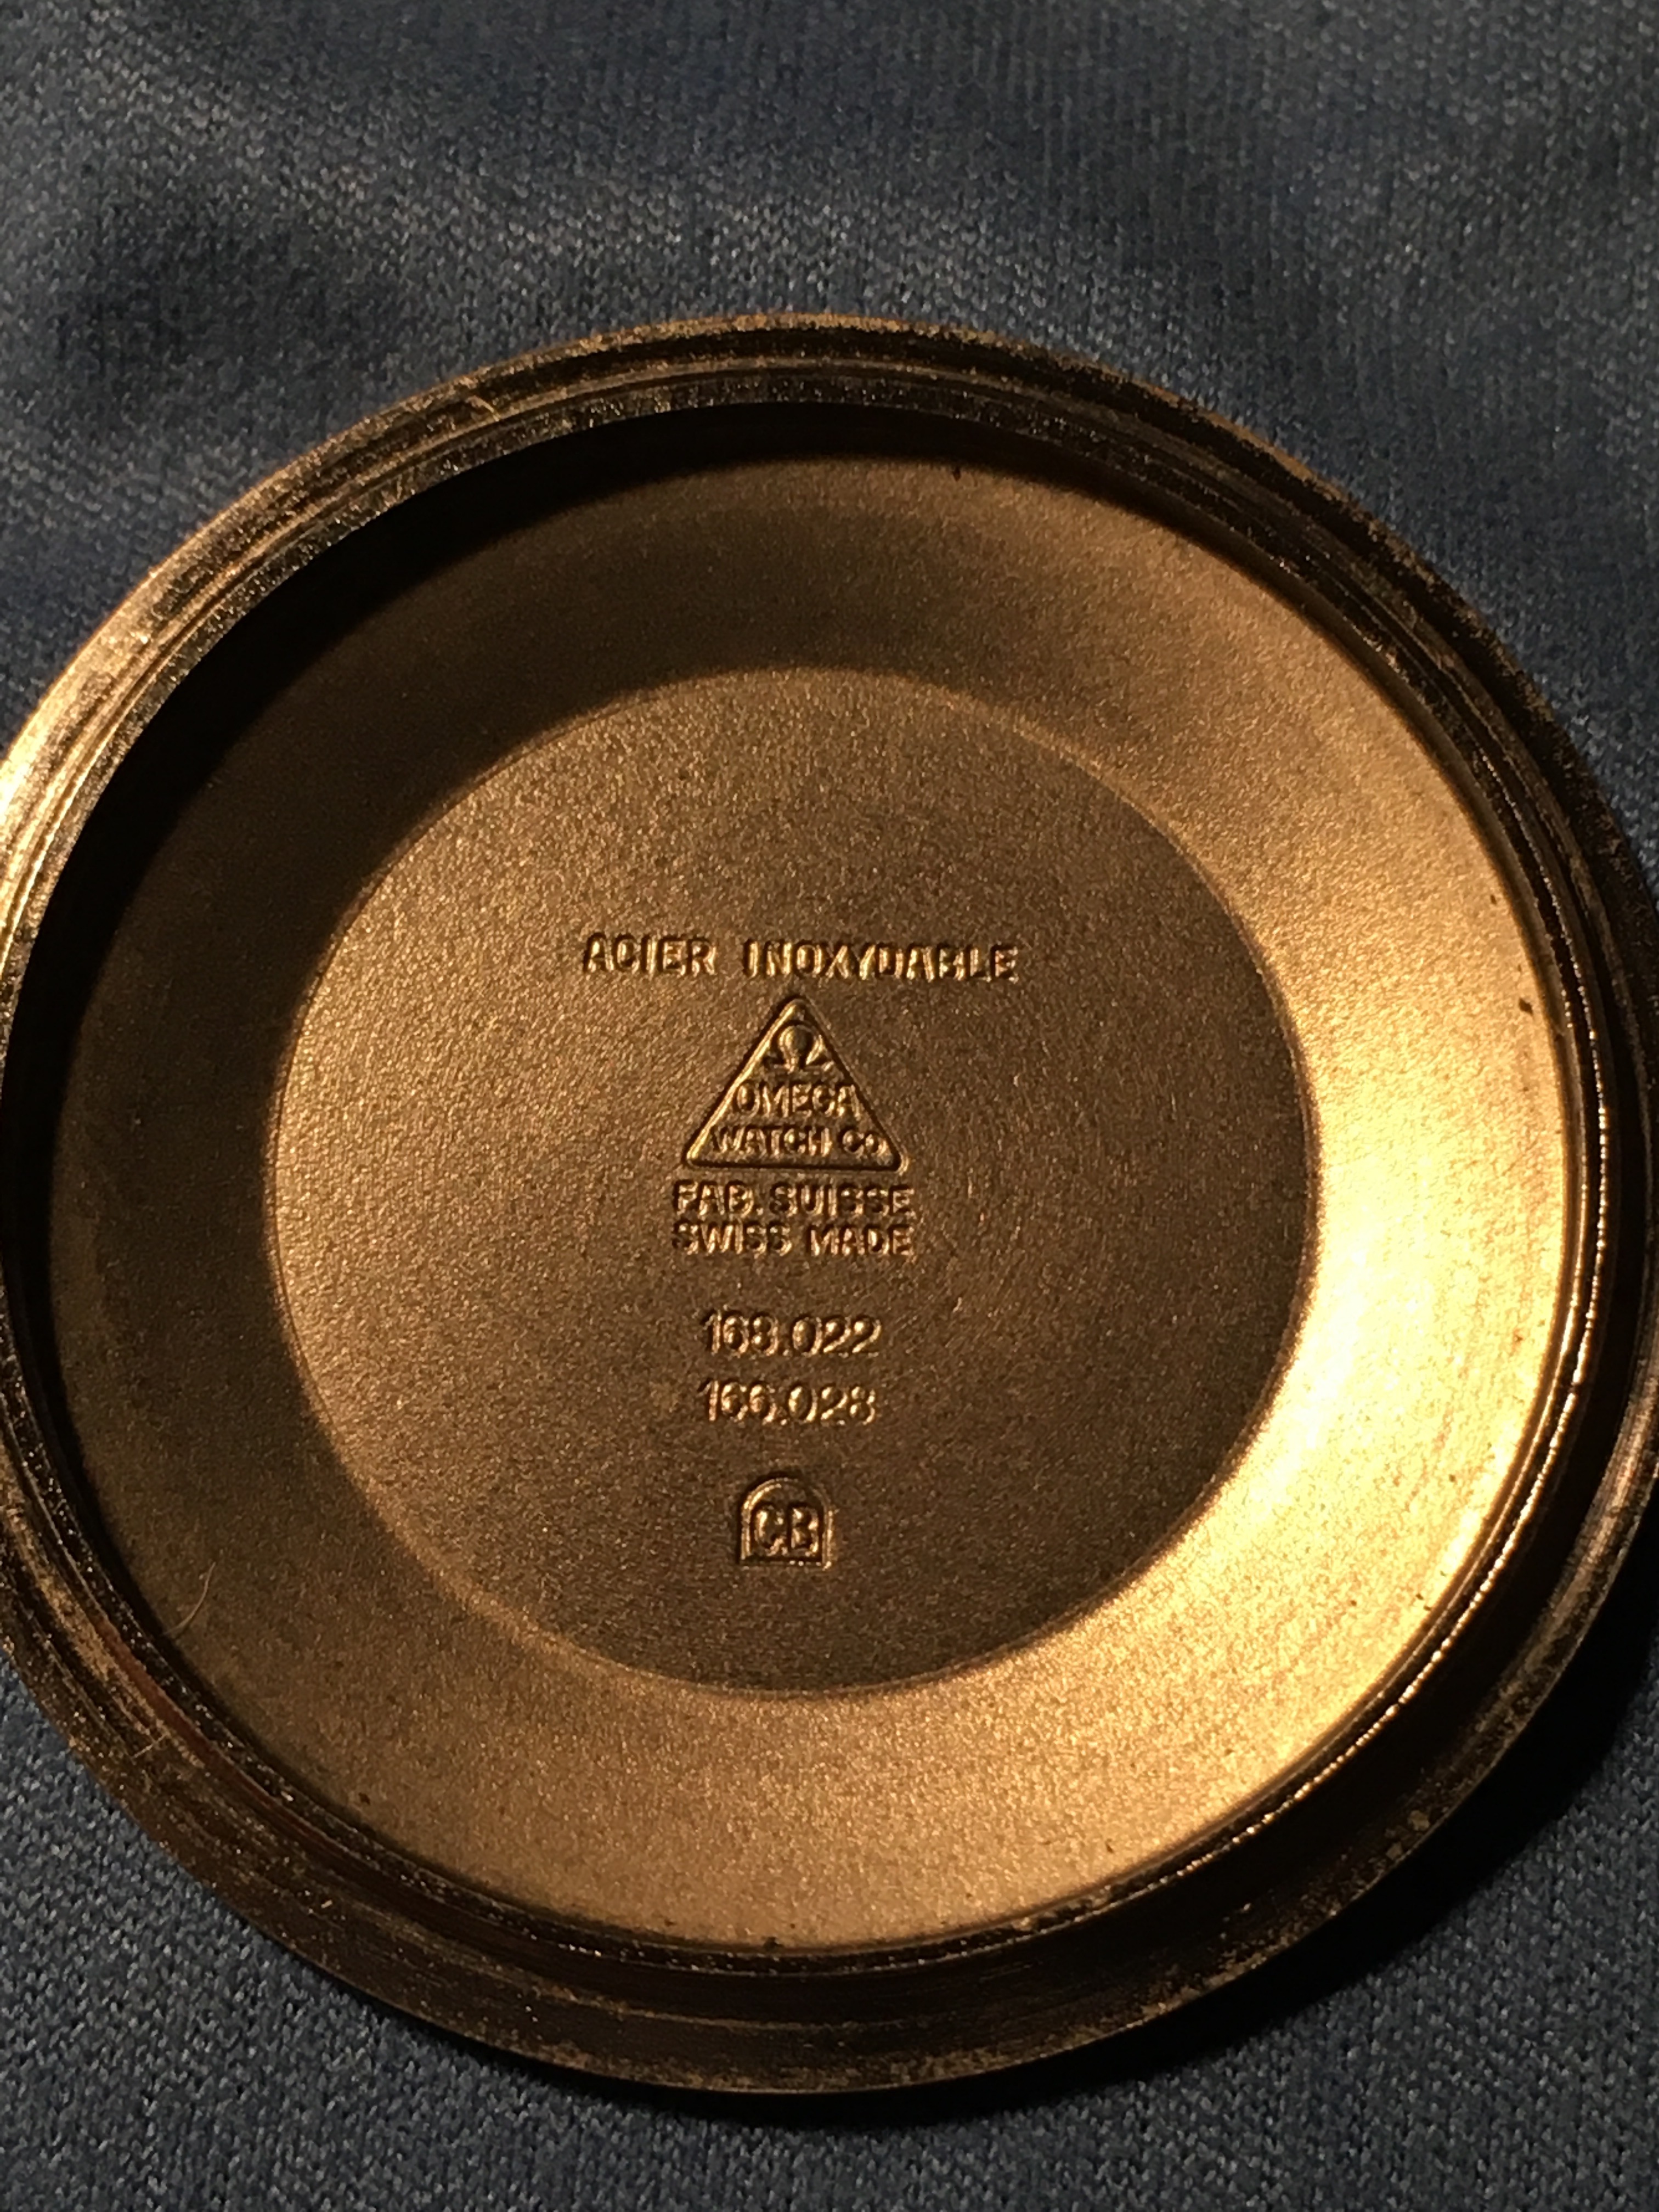 ACIER INOXYDABLE
Ω
OMEGA
WATCH Co
FAB. SUISSE
SWISS MADE
168.022
166.028
CB